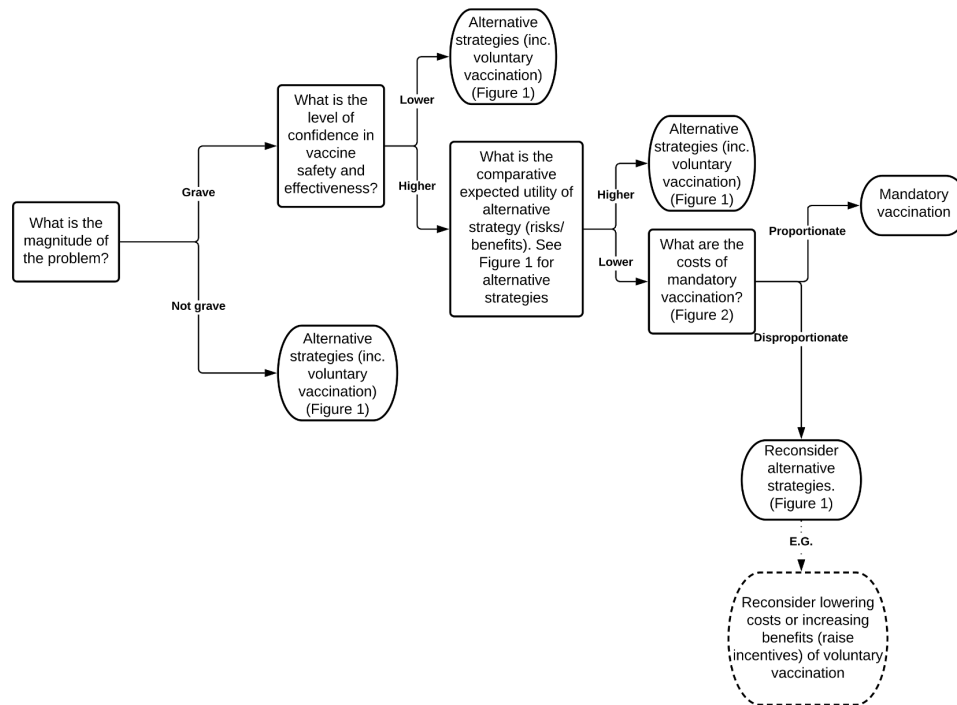 What is the
magnitude of
the problem?
Grave
Not grave
What is the
level of
confidence in
vaccine
safety and
effectiveness?
Alternative
strategies (inc.
voluntary
vaccination)
(Figure 1)
Lower
Higher
Alternative
strategies (inc.
voluntary
vaccination)
(Figure 1)
What is the
comparative
expected utility of
alternative
strategy (risks/
benefits). See
Figure 1 for
alternative
strategies
Higher
Lower
Alternative
strategies (inc.
voluntary
vaccination)
(Figure 1)
What are the
costs of
mandatory
vaccination?
(Figure 2)
Proportionate
Disproportionate
Mandatory
vaccination
Reconsider
alternative
strategies.
(Figure 1)
E.G.
Reconsider lowering
costs or increasing
benefits (raise
incentives) of voluntary
vaccination